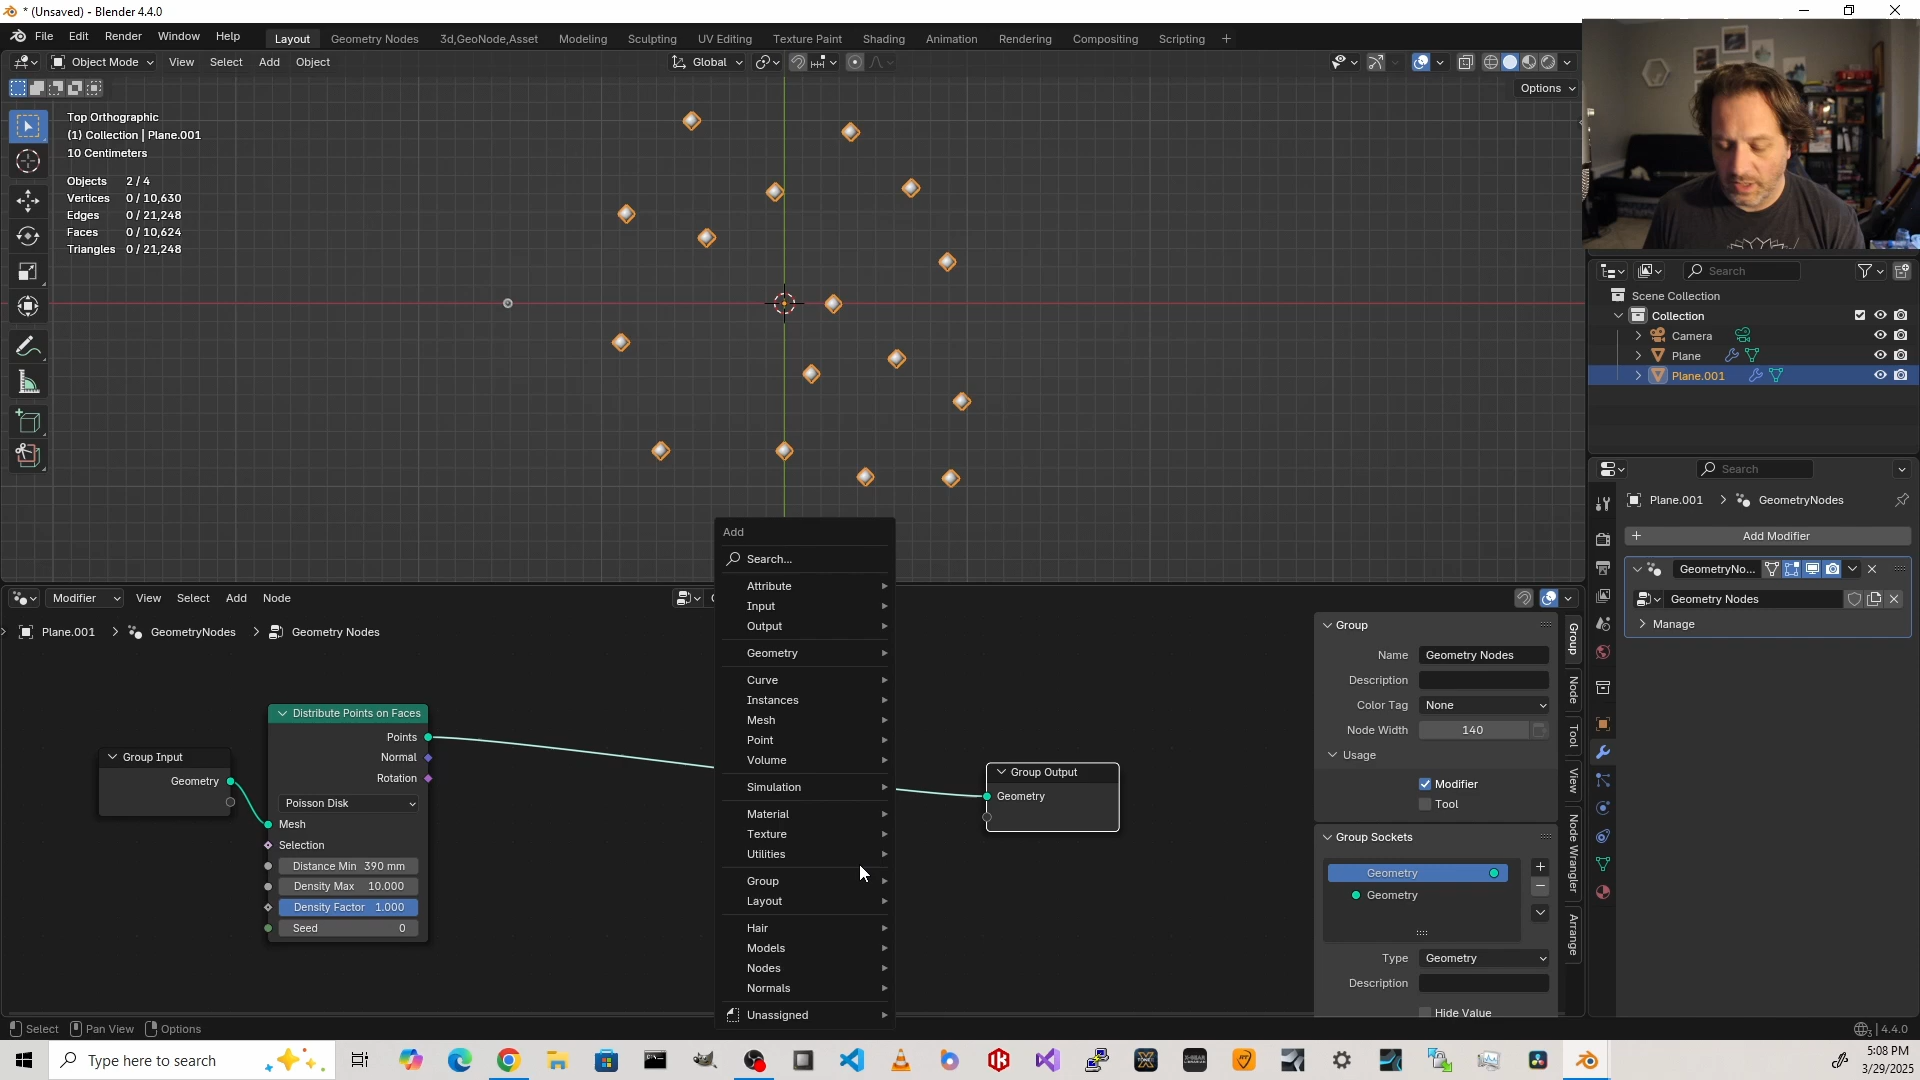 * (Unsaved) - Blender 4.4.0
File Edit Render Window Help
Layout Geometry Nodes 3d,GeoNode,Asset Modeling Sculpting UV Editing Texture Paint Shading Animation Rendering Compositing Scripting +
Object Mode View Select Add Object
Global
Options
Top Orthographic
(1) Collection | Plane.001
10 Centimeters
Objects 2 / 4
Vertices 0 / 10,630
Edges 0 / 21,248
Faces 0 / 10,624
Triangles 0 / 21,248
Search
Scene Collection
Collection
Camera
Plane
Plane.001
Search
Plane.001 > GeometryNodes
+ Add Modifier
GeometryNo...
Geometry Nodes
Manage
Add
Search...
Attribute
Input
Output
Geometry
Curve
Instances
Mesh
Point
Volume
Simulation
Material
Texture
Utilities
Group
Layout
Hair
Models
Nodes
Normals
Unassigned
Modifier View Select Add Node
Plane.001 > GeometryNodes > Geometry Nodes
Group Input
Geometry
Distribute Points on Faces
Points
Normal
Rotation
Poisson Disk
Mesh
Selection
Distance Min 390 mm
Density Max 10.000
Density Factor 1.000
Seed 0
Group Output
Geometry
Group
Name Geometry Nodes
Description
Color Tag None
Node Width 140
Usage
Modifier
Tool
Group Sockets
Geometry
Geometry
Type Geometry
Description
Hide Value
Group
Node
Tool
View
Node Wrangler
Arrange
Select Pan View Options
4.4.0
Type here to search
5:08 PM
3/29/2025